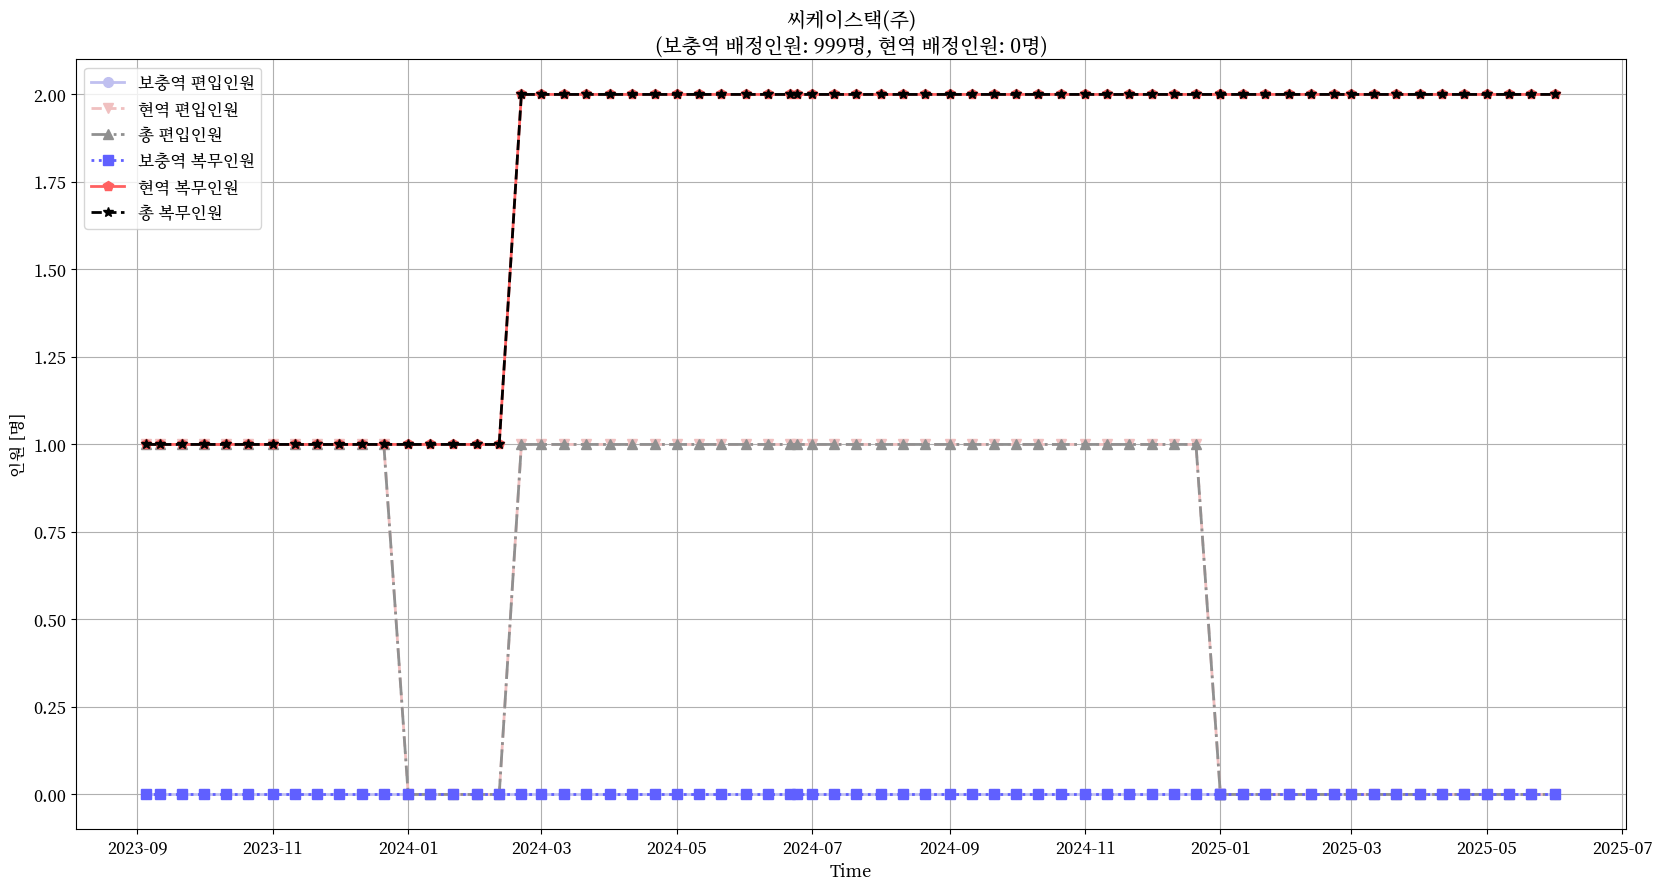 씨케이스택(주)
(보충역 배정인원: 999명, 현역 배정인원: 0명)
보충역 편입인원
현역 편입인원
총 편입인원
보충역 복무인원
현역 복무인원
총 복무인원
2.00
1.75
1.50
1.25
1.00
0.75
0.50
0.25
0.00
인원 [명]
2023-09
2023-11
2024-01
2024-03
2024-05
2024-07
2024-09
2024-11
2025-01
2025-03
2025-05
2025-07
Time